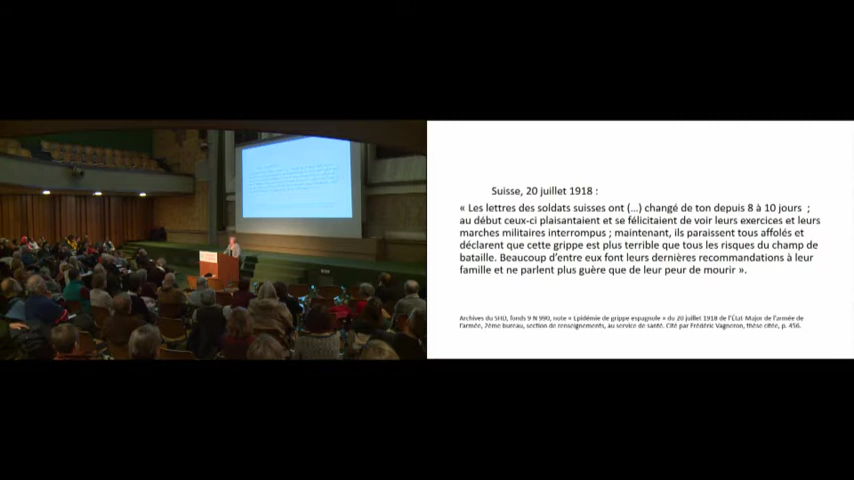 Suisse, 20 juillet 1918 :
« Les lettres des soldats suisses ont (...) changé de ton depuis 8 à 10 jours ;
au début ceux-ci plaisantaient et se félicitaient de voir leurs exercices et leurs
marches militaires interrompus ; maintenant, ils paraissent tous affolés et
déclarent que cette grippe est plus terrible que tous les risques du champ de
bataille. Beaucoup d'entre eux font leurs dernières recommandations à leur
famille et ne parlent plus guère que de leur peur de mourir ».
Archives du SHD, fonds 9 N 990, note « Epidémie de grippe espagnole » du 20 juillet 1918 de l'État Major de l'armée de
l'armée, 2ème bureau, section de renseignements, au service de santé. Cité par Frédéric Vagneron, thèse citée, p. 456.